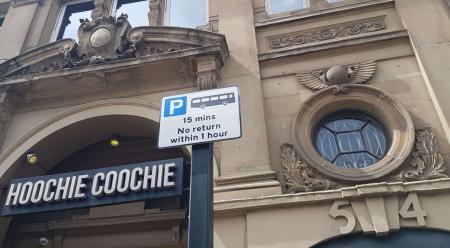 P
15 mins
No return
within 1 hour
HOOCHIE COOCHIE
54